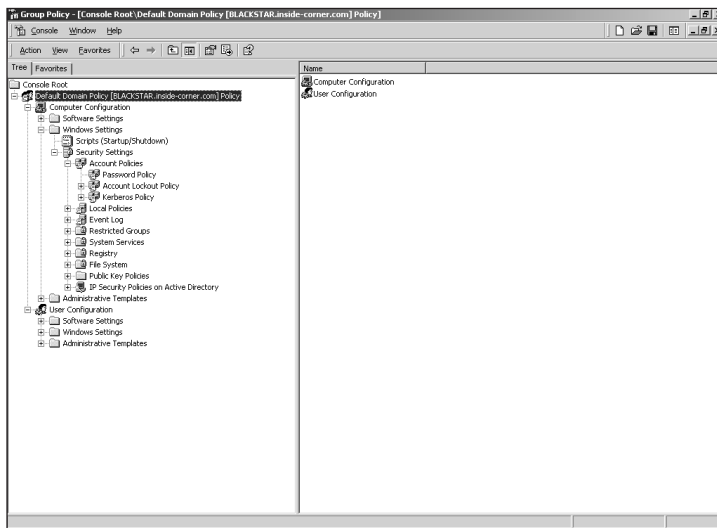 Group Policy - [Console Root\Default Domain Policy [BLACKSTAR.inside-corner.com] Policy]
Console Window Help
Action View Favorites
Tree Favorites
Name
Console Root
Default Domain Policy [BLACKSTAR.inside-corner.com] Policy
Computer Configuration
Software Settings
Windows Settings
Scripts (Startup/Shutdown)
Security Settings
Account Policies
Password Policy
Account Lockout Policy
Kerberos Policy
Local Policies
Event Log
Restricted Groups
System Services
Registry
File System
Public Key Policies
IP Security Policies on Active Directory
Administrative Templates
User Configuration
Software Settings
Windows Settings
Administrative Templates
Computer Configuration
User Configuration